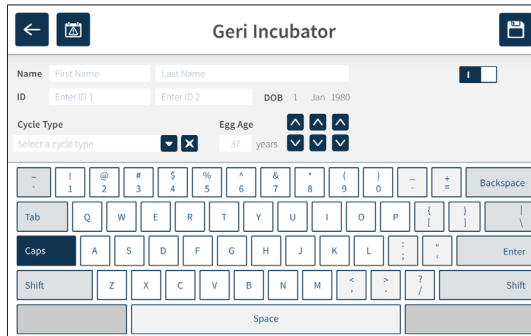 Geri Incubator
Name First Name Last Name I
ID Enter ID 1 Enter ID 2 DOB 1 Jan 1980
Cycle Type Egg Age
Select a cycle type 37 years
~ ! @ # $ % ^ & * ( ) _ +
` 1 2 3 4 5 6 7 8 9 0 - = Backspace
Tab Q W E R T Y U I O P { [ } ] | \
Caps A S D F G H J K L : ; " ' Enter
Shift Z X C V B N M < , > . ? / Shift
Space